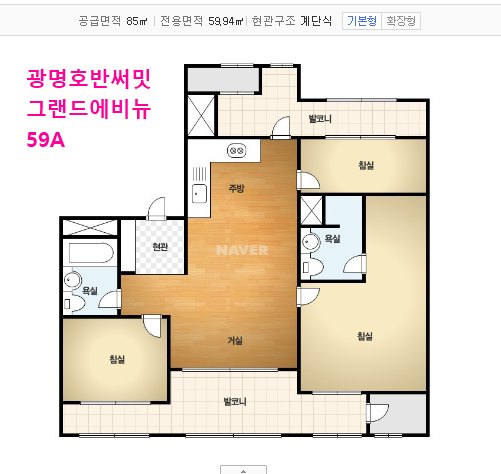 공급면적 85㎡ | 전용면적 59,94㎡ | 현관구조 계단식 기본형 확장형
광명호반써밋
그랜드에비뉴
59A
발코니
주방
침실
욕실
현관
NAVER
욕실
거실
침실
침실
발코니